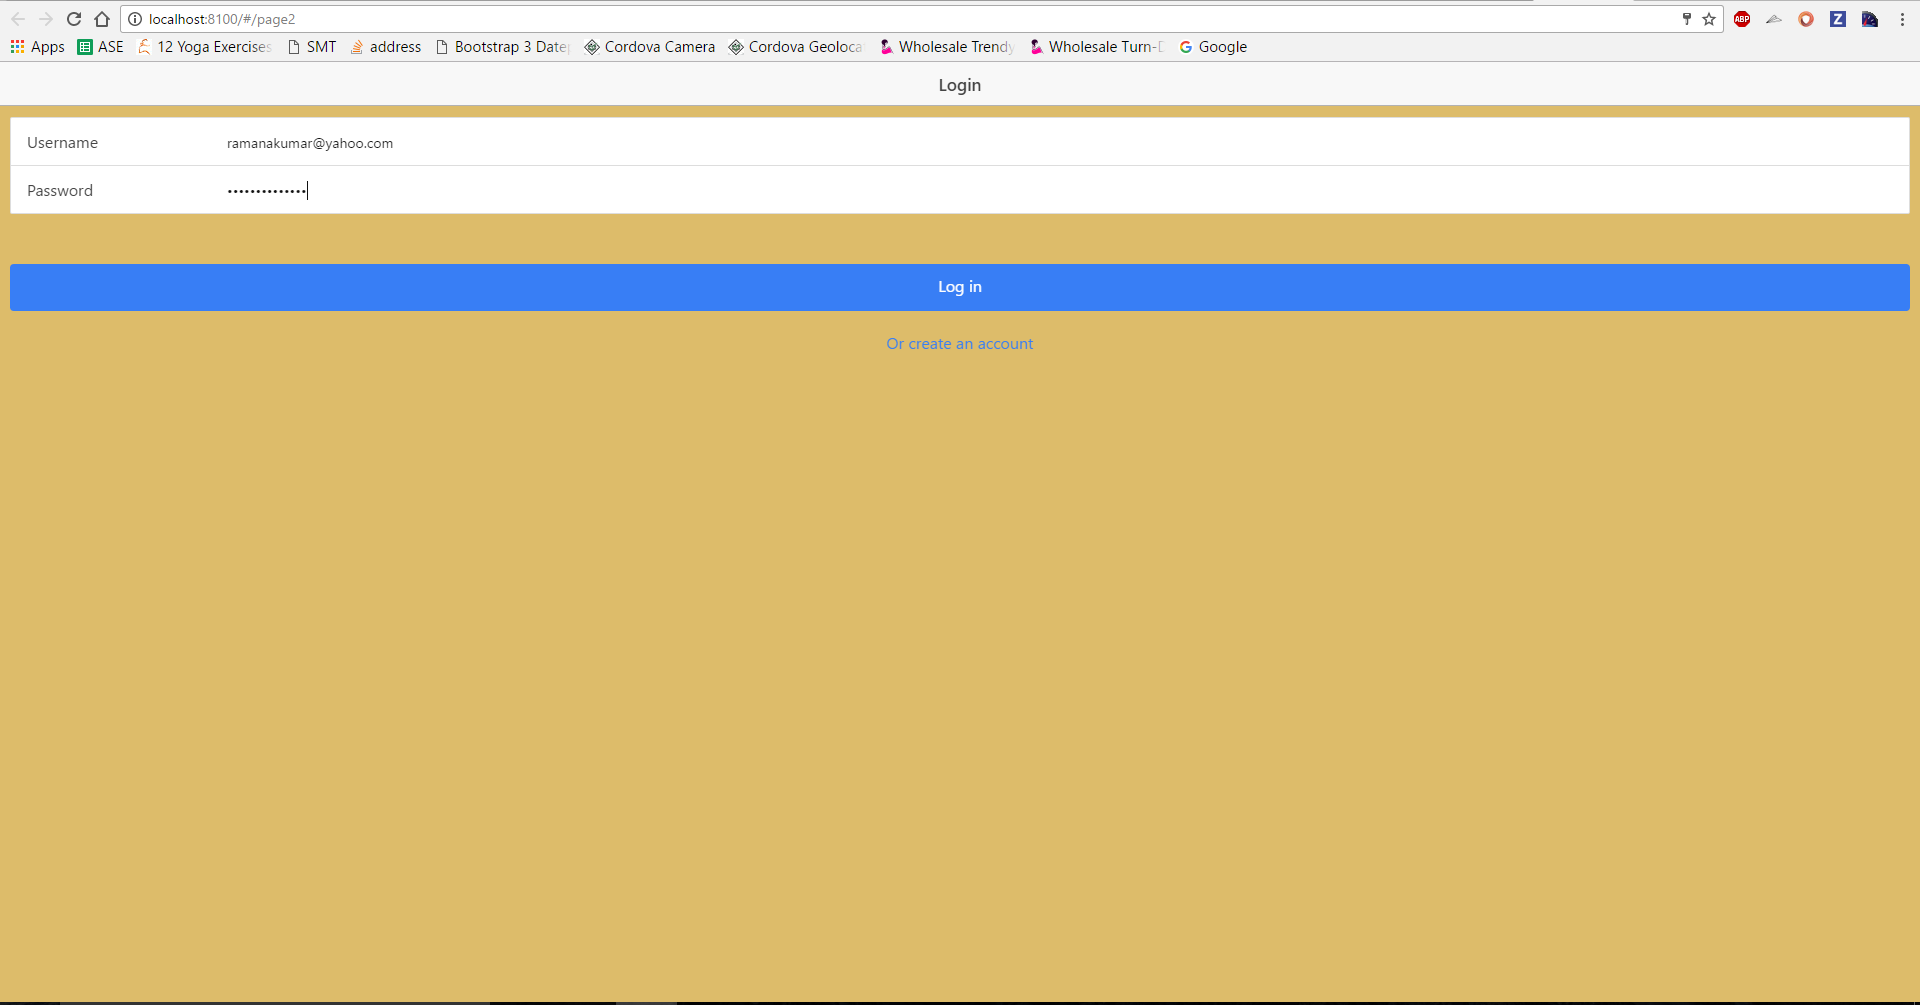 localhost:8100/#/page2
ABP
Z
Apps ASE 12 Yoga Exercises SMT address Bootstrap 3 Date Cordova Camera Cordova Geoloca Wholesale Trendy Wholesale Turn- Google
Login
Username ramanakumar@yahoo.com
Password ••••••••••••••
Log in
Or create an account